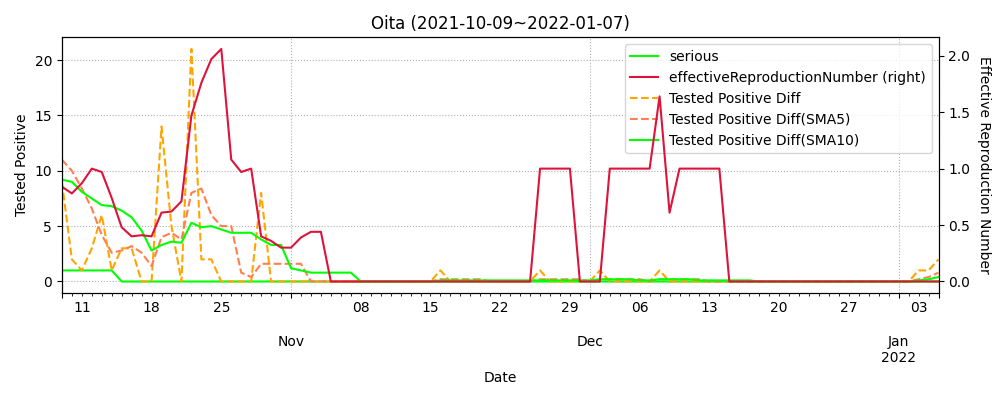 Oita (2021-10-09~2022-01-07)
serious
effectiveReproductionNumber (right)
Tested Positive Diff
Tested Positive Diff(SMA5)
Tested Positive Diff(SMA10)
Tested Positive
20
15
10
5
0
2.0
1.5
1.0
0.5
0.0
Effective Reproduction Number
11 18 25 08 15 22 29 06 13 20 27 03
Nov Dec Jan
2022
Date